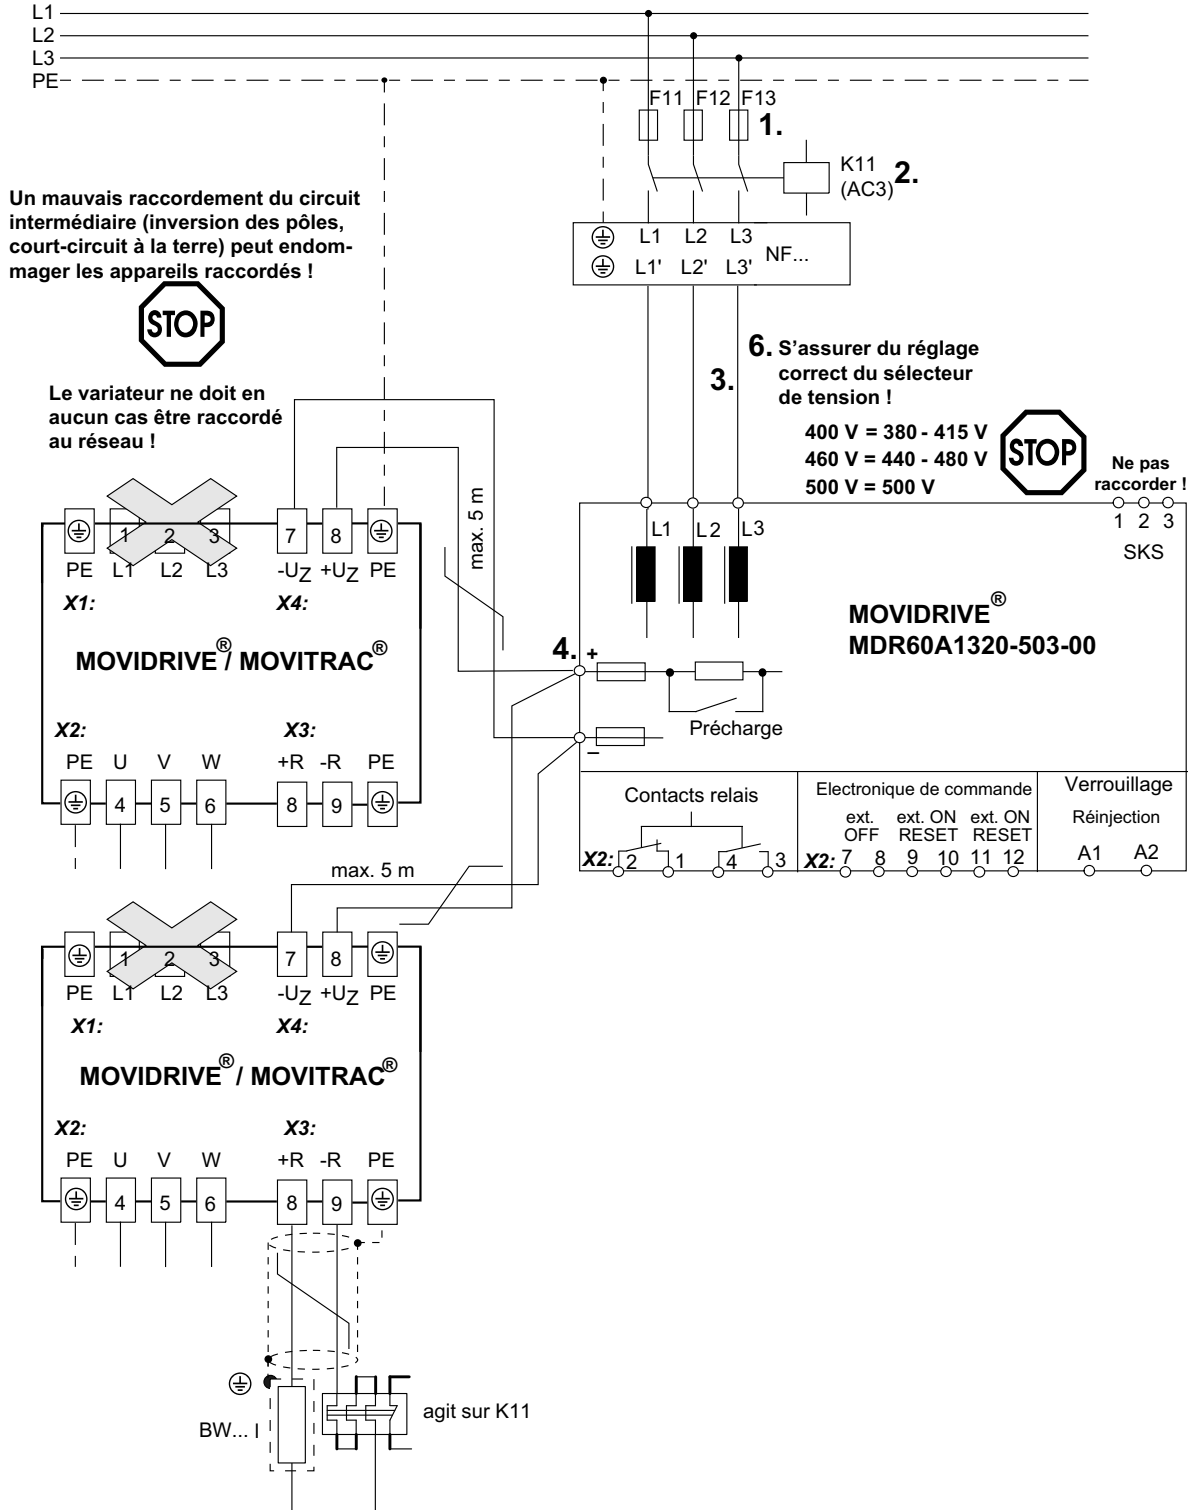 L1
L2
L3
PE
F11 F12 F13
1.
K11
(AC3)
2.
Un mauvais raccordement du circuit
intermédiaire (inversion des pôles,
court-circuit à la terre) peut endom-
mager les appareils raccordés !
STOP
Le variateur ne doit en
aucun cas être raccordé
au réseau !
L1 L2 L3
L1' L2' L3'
NF...
3.
6. S'assurer du réglage
correct du sélecteur
de tension !
400 V = 380 - 415 V
460 V = 440 - 480 V
500 V = 500 V
STOP
Ne pas
raccorder !
1 2 3
SKS
max. 5 m
1 2 3 7 8
PE L1 L2 L3 -UZ +UZ PE
X1: X4:
MOVIDRIVE® / MOVITRAC®
X2: X3:
PE U V W +R -R PE
4 5 6 8 9
L1 L2 L3
MOVIDRIVE®
MDR60A1320-503-00
4. +
Précharge
–
Contacts relais
X2: 2 1 4 3
Electronique de commande
ext. ext. ON ext. ON
OFF RESET RESET
X2: 7 8 9 10 11 12
Verrouillage
Réinjection
A1 A2
max. 5 m
1 2 3 7 8
PE L1 L2 L3 -UZ +UZ PE
X1: X4:
MOVIDRIVE® / MOVITRAC®
X2: X3:
PE U V W +R -R PE
4 5 6 8 9
BW...
agit sur K11